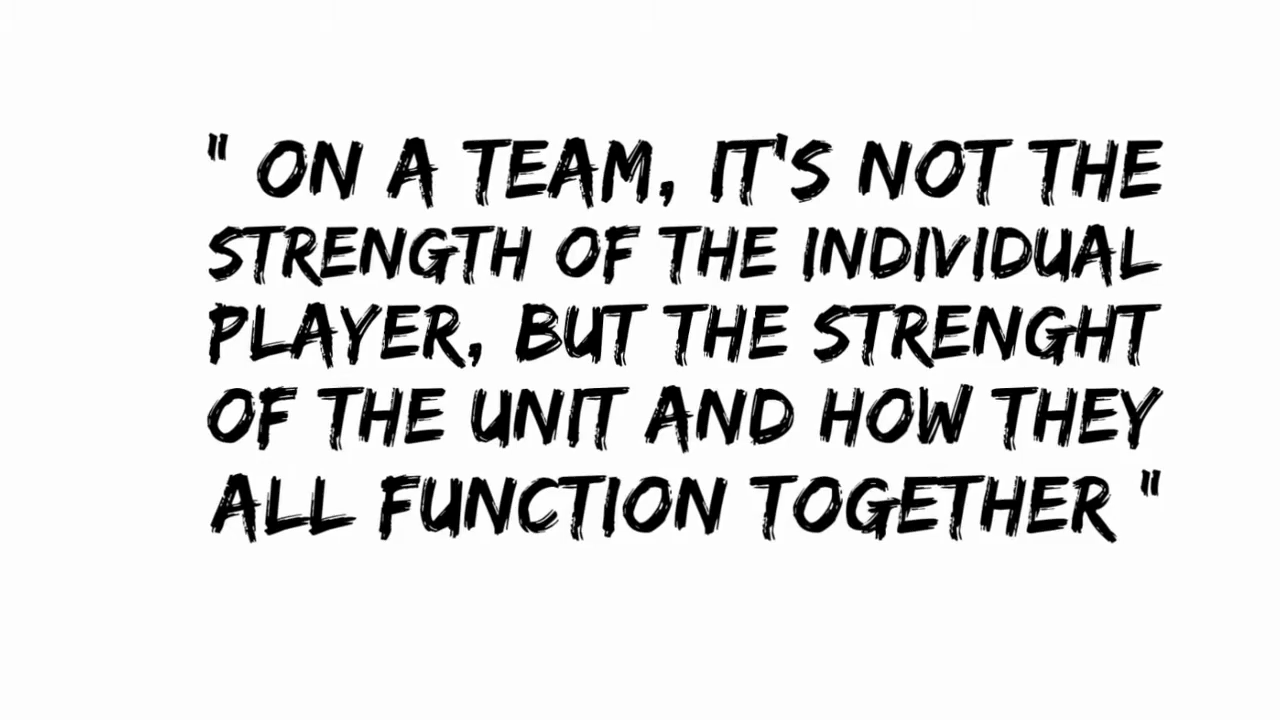 " ON A TEAM, IT'S NOT THE
STRENGTH OF THE INDIVIDUAL
PLAYER, BUT THE STRENGHT
OF THE UNIT AND HOW THEY
ALL FUNCTION TOGETHER "